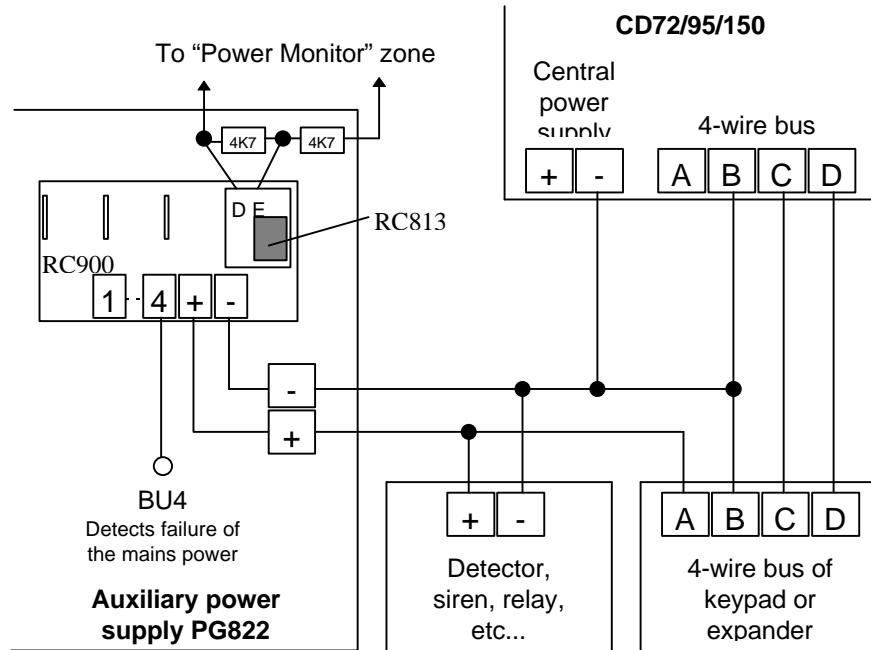 CD72/95/150
To “Power Monitor” zone
Central
power
supply
4-wire bus
4K7
4K7
+
-
A
B
C
D
D E
RC813
RC900
1
4
+
-
-
+
BU4
Detects failure of
the mains power
Auxiliary power
supply PG822
+
-
Detector,
siren, relay,
etc...
A
B
C
D
4-wire bus of
keypad or
expander